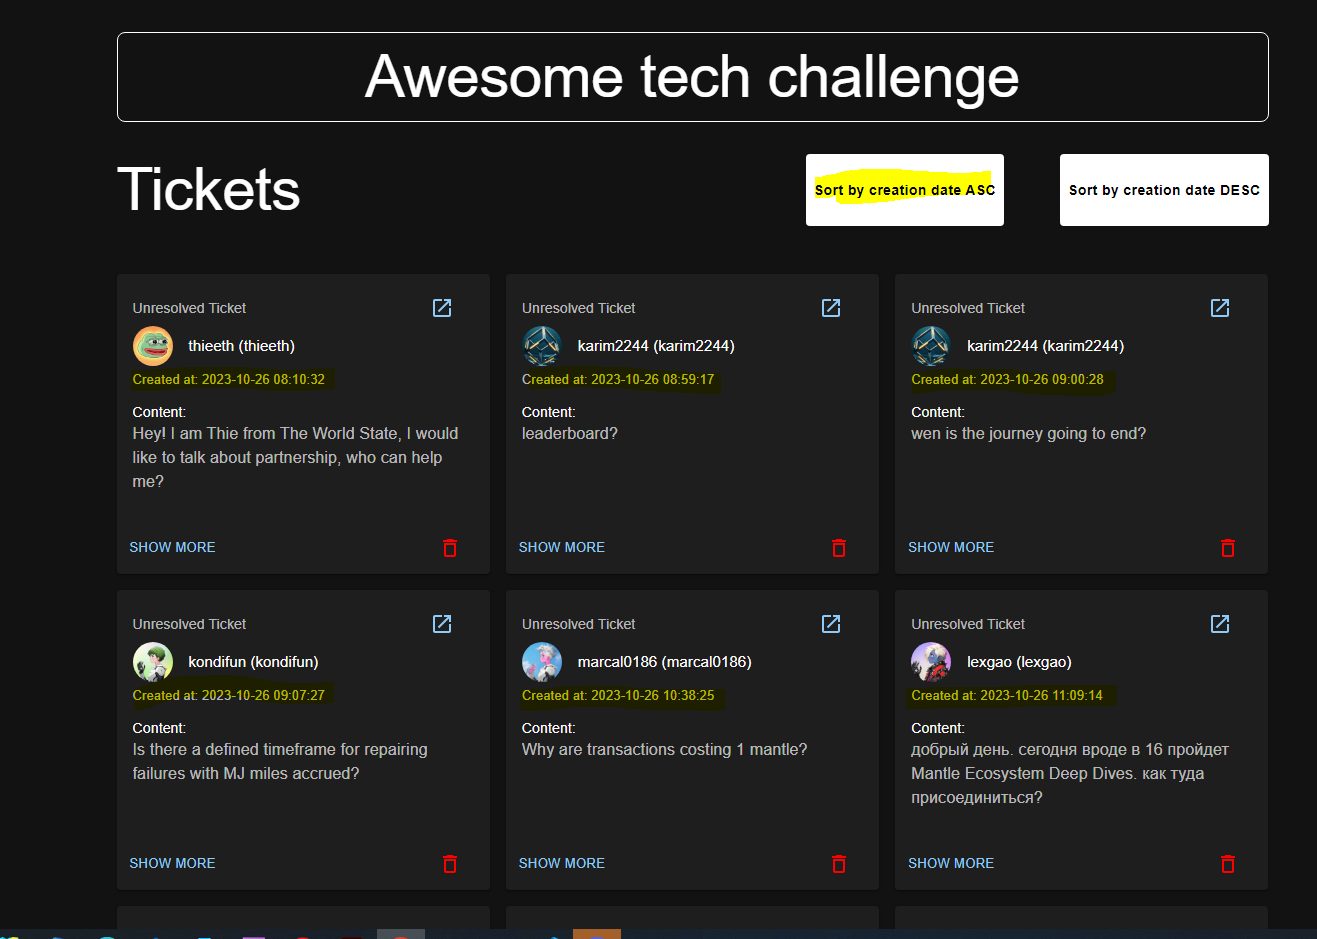 Awesome tech challenge
Tickets
Sort by creation date ASC
Sort by creation date DESC
Unresolved Ticket
thieeth (thieeth)
Created at: 2023-10-26 08:10:32
Content:
Hey! I am Thie from The World State, I would
like to talk about partnership, who can help
me?
SHOW MORE
Unresolved Ticket
karim2244 (karim2244)
Created at: 2023-10-26 08:59:17
Content:
leaderboard?
SHOW MORE
Unresolved Ticket
karim2244 (karim2244)
Created at: 2023-10-26 09:00:28
Content:
wen is the journey going to end?
SHOW MORE
Unresolved Ticket
kondifun (kondifun)
Created at: 2023-10-26 09:07:27
Content:
Is there a defined timeframe for repairing
failures with MJ miles accrued?
SHOW MORE
Unresolved Ticket
marcal0186 (marcal0186)
Created at: 2023-10-26 10:38:25
Content:
Why are transactions costing 1 mantle?
SHOW MORE
Unresolved Ticket
lexgao (lexgao)
Created at: 2023-10-26 11:09:14
Content:
добрый день. сегодня вроде в 16 пройдет
Mantle Ecosystem Deep Dives. как туда
присоединиться?
SHOW MORE